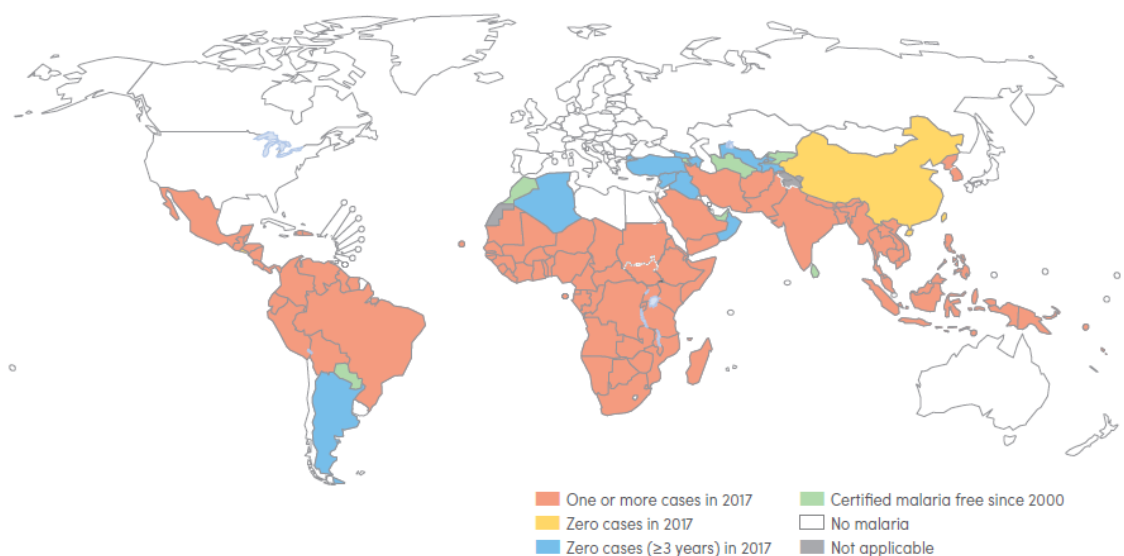 One or more cases in 2017
Zero cases in 2017
Zero cases (≥3 years) in 2017
Certified malaria free since 2000
No malaria
Not applicable